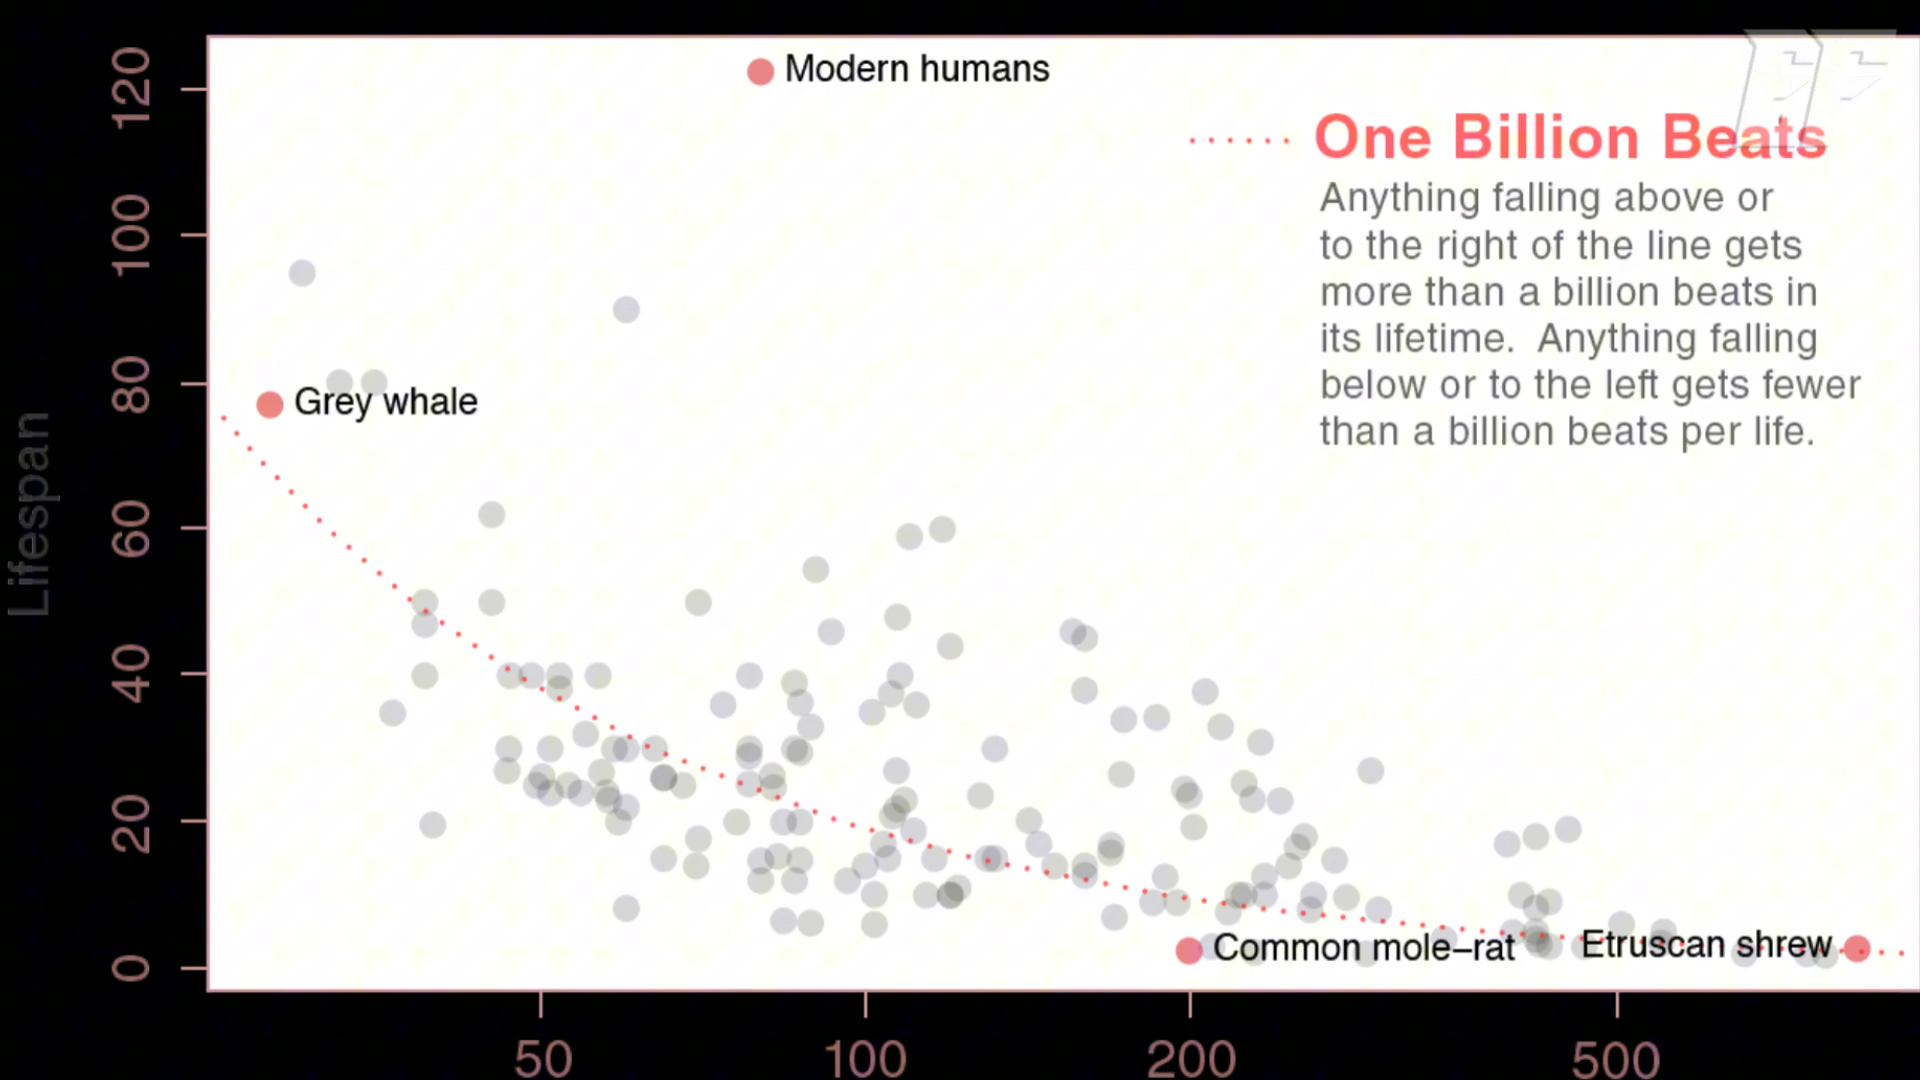 120
100
80
60
40
20
0
Lifespan
Modern humans
One Billion Beats
Anything falling above or
to the right of the line gets
more than a billion beats in
its lifetime. Anything falling
below or to the left gets fewer
than a billion beats per life.
Grey whale
Common mole–rat
Etruscan shrew
50
100
200
500